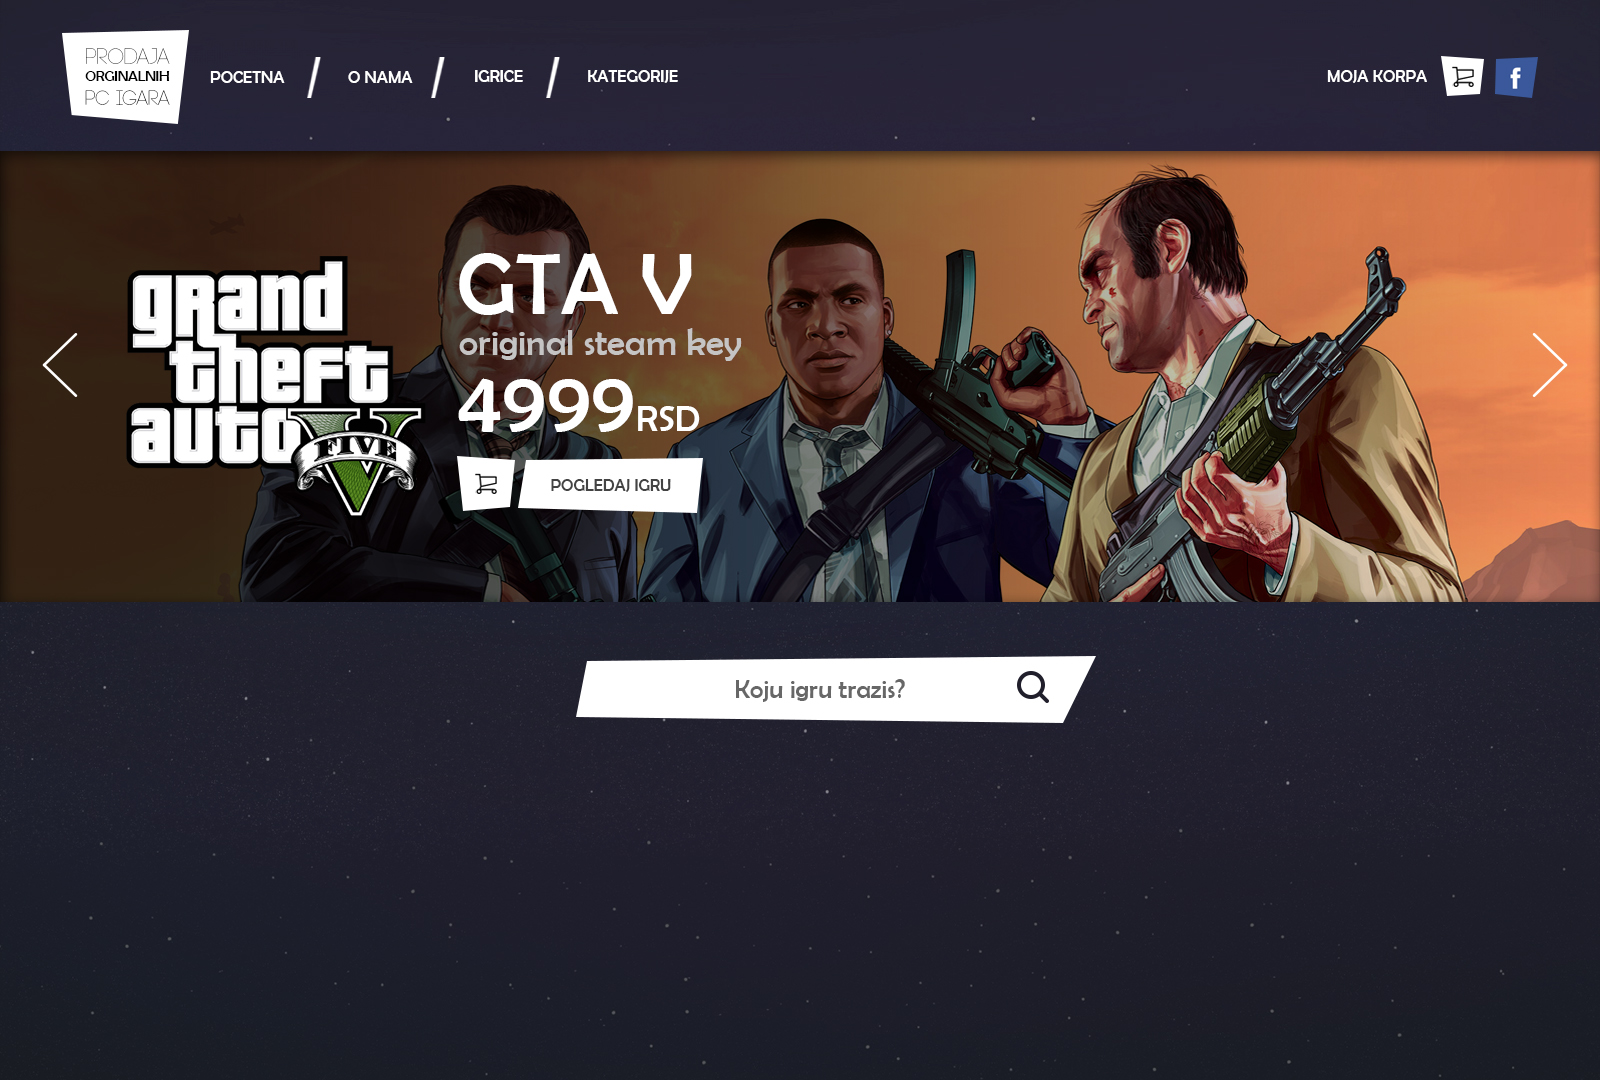 PRODAJA
ORGINALNIH
PC IGARA
POCETNA
O NAMA
IGRICE
KATEGORIJE
MOJA KORPA
f
grand
theft
auto V
FIVE
GTA V
original steam key
4999RSD
POGLEDAJ IGRU
Koju igru trazis?